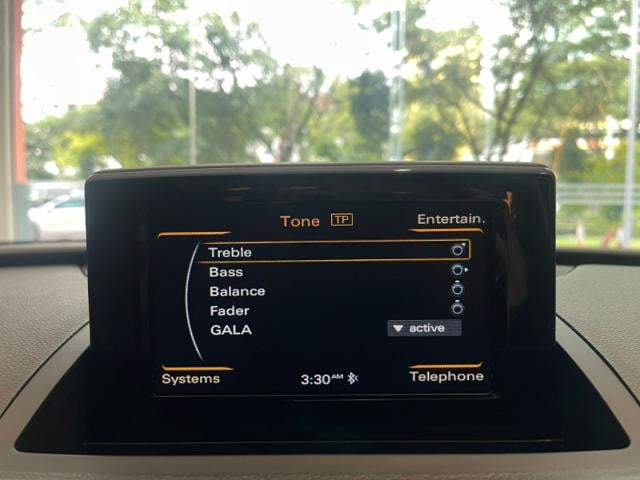 Tone TP Entertain.
Treble
Bass
Balance
Fader
GALA active
Systems 3:30AM Telephone